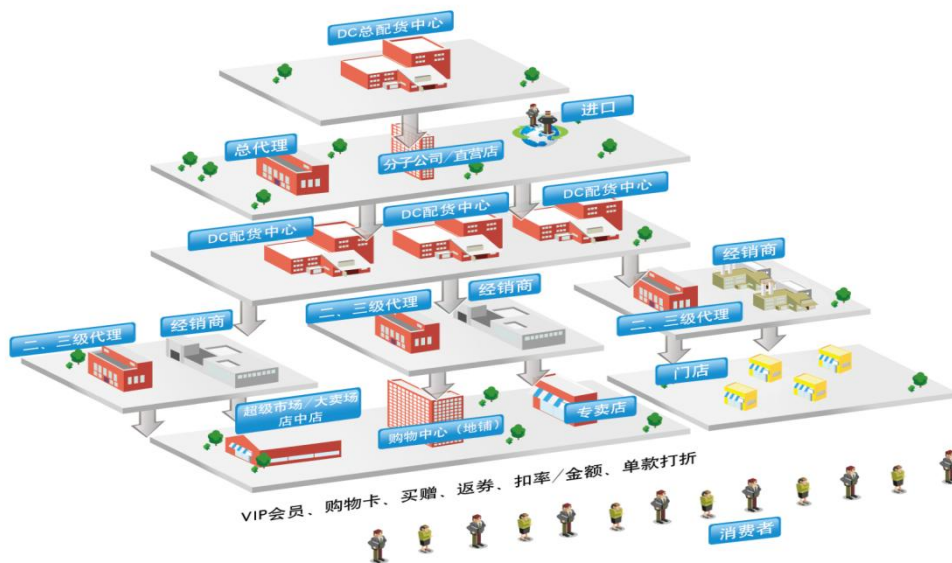 DC总配货中心
进口
总代理
分子公司/直营店
DC配货中心
DC配货中心
DC配货中心
经销商
经销商
二、三级代理
经销商
二、三级代理
二、三级代理
门店
超级市场/大卖场
店中店
购物中心（地铺）
专卖店
VIP会员、购物卡、买赠、返券、扣率/金额、单款打折
消费者